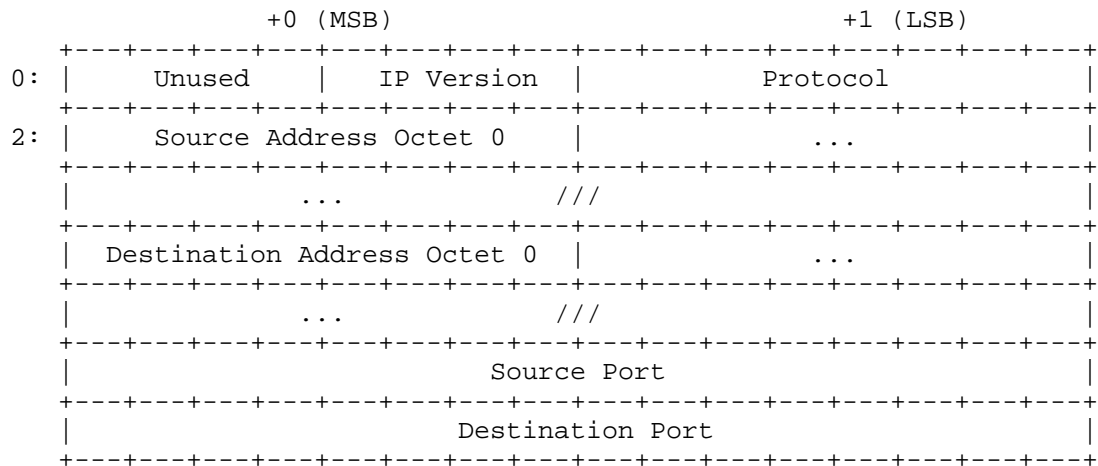 +0 (MSB) +1 (LSB)
0: | Unused | IP Version | Protocol |
2: | Source Address Octet 0 | ... |
| ... /// |
| Destination Address Octet 0 | ... |
| ... /// |
| Source Port |
| Destination Port |